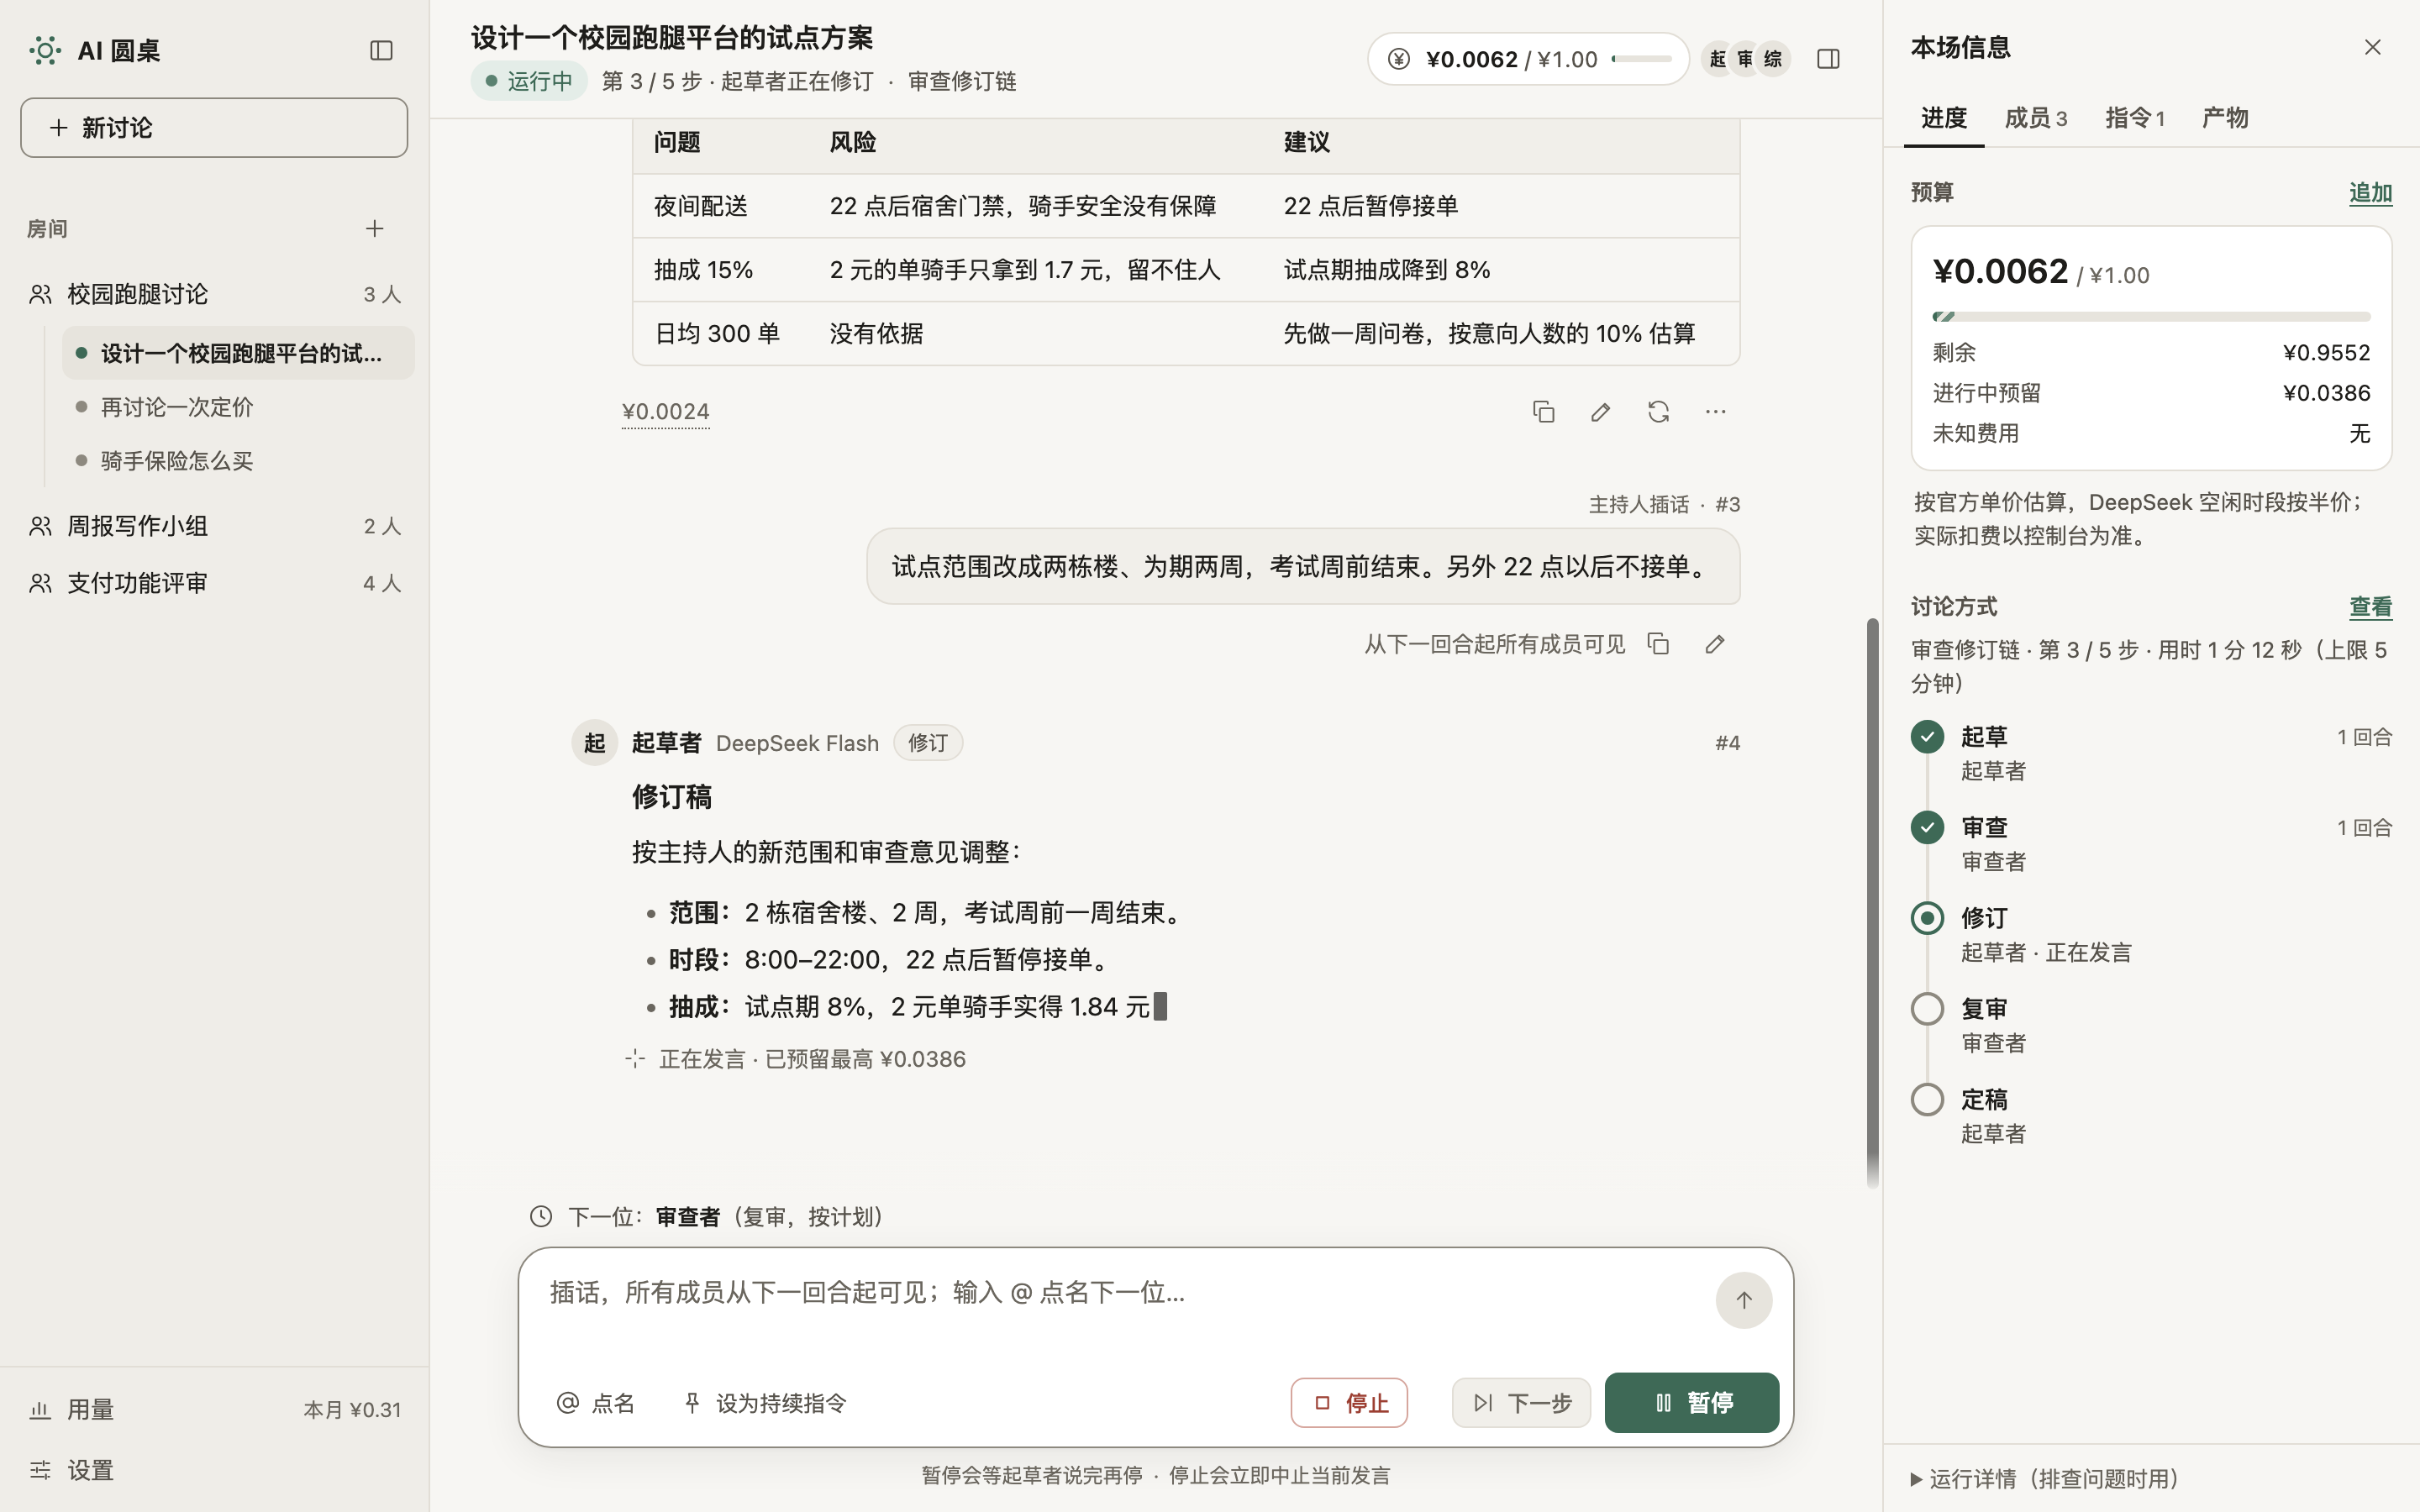 AI 圆桌
新讨论
房间
校园跑腿讨论 3 人
设计一个校园跑腿平台的试...
再讨论一次定价
骑手保险怎么买
周报写作小组 2 人
支付功能评审 4 人
用量 本月 ¥0.31
设置
设计一个校园跑腿平台的试点方案
运行中 第 3 / 5 步 · 起草者正在修订 · 审查修订链
¥0.0062 / ¥1.00
起 审 综
问题 风险 建议
夜间配送 22 点后宿舍门禁，骑手安全没有保障 22 点后暂停接单
抽成 15% 2 元的单骑手只拿到 1.7 元，留不住人 试点期抽成降到 8%
日均 300 单 没有依据 先做一周问卷，按意向人数的 10% 估算
¥0.0024
主持人插话 · #3
试点范围改成两栋楼、为期两周，考试周前结束。另外 22 点以后不接单。
从下一回合起所有成员可见
起 起草者 DeepSeek Flash 修订 #4
修订稿
按主持人的新范围和审查意见调整：
• 范围：2 栋宿舍楼、2 周，考试周前一周结束。
• 时段：8:00–22:00，22 点后暂停接单。
• 抽成：试点期 8%，2 元单骑手实得 1.84 元
正在发言 · 已预留最高 ¥0.0386
下一位：审查者（复审，按计划）
插话，所有成员从下一回合起可见；输入 @ 点名下一位...
@ 点名 设为持续指令 停止 下一步 暂停
暂停会等起草者说完再停 · 停止会立即中止当前发言
本场信息
进度 成员 3 指令 1 产物
预算 追加
¥0.0062 / ¥1.00
剩余 ¥0.9552
进行中预留 ¥0.0386
未知费用 无
按官方单价估算，DeepSeek 空闲时段按半价；
实际扣费以控制台为准。
讨论方式 查看
审查修订链 · 第 3 / 5 步 · 用时 1 分 12 秒（上限 5
分钟）
起草 1 回合
起草者
审查 1 回合
审查者
修订
起草者 · 正在发言
复审
审查者
定稿
起草者
运行详情（排查问题时用）